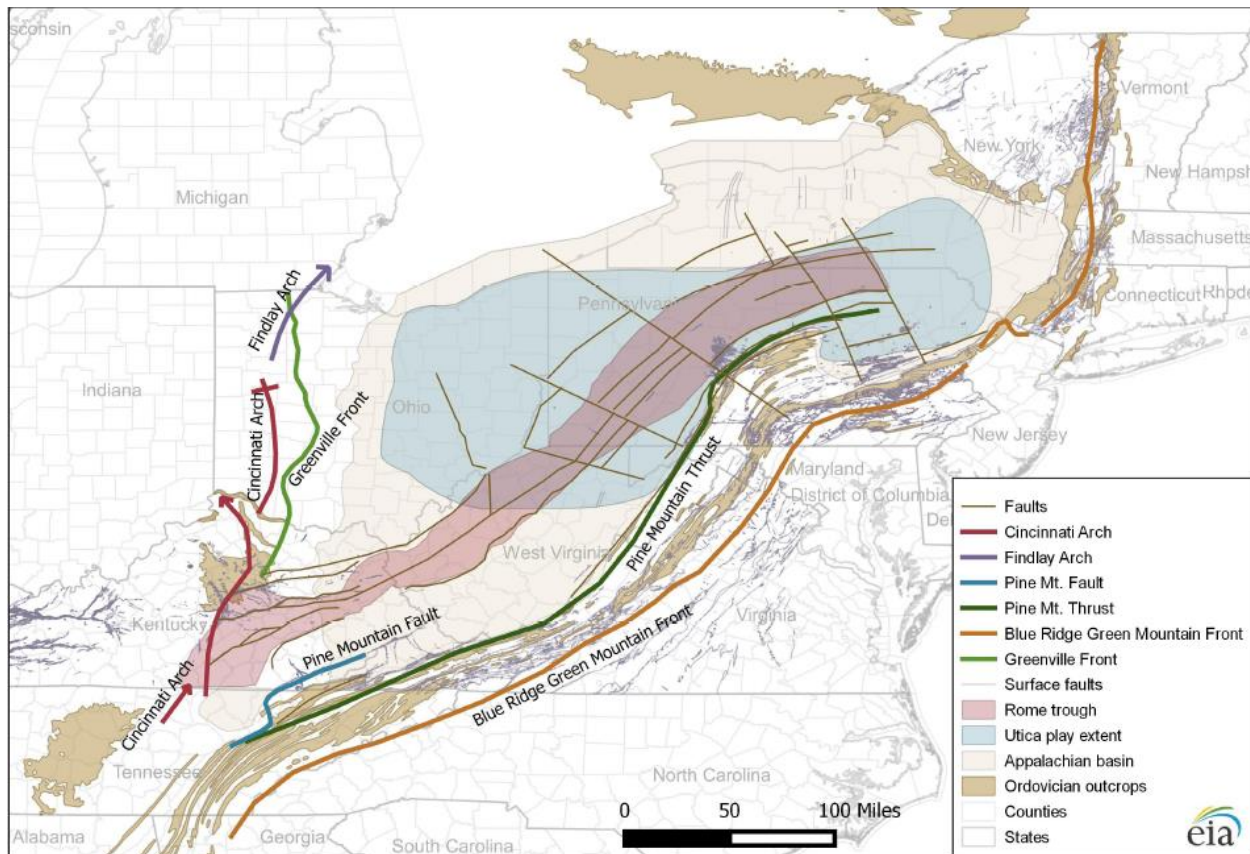 sconsin
Michigan
Vermont
New York
New Hampsh
Massachusetts
Connecticut
Rhode
Findlay Arch
Pennsylvania
Indiana
Cincinnati Arch
Greenville Front
Ohio
New Jersey
Maryland
District of Columbia
Del
Pine Mountain Thrust
West Virginia
Virginia
Kentucky
Pine Mountain Fault
Cincinnati Arch
Blue Ridge Green Mountain Front
Tennessee
North Carolina
Alabama
Georgia
South Carolina
0 50 100 Miles
Faults
Cincinnati Arch
Findlay Arch
Pine Mt. Fault
Pine Mt. Thrust
Blue Ridge Green Mountain Front
Greenville Front
Surface faults
Rome trough
Utica play extent
Appalachian basin
Ordovician outcrops
Counties
States
eia